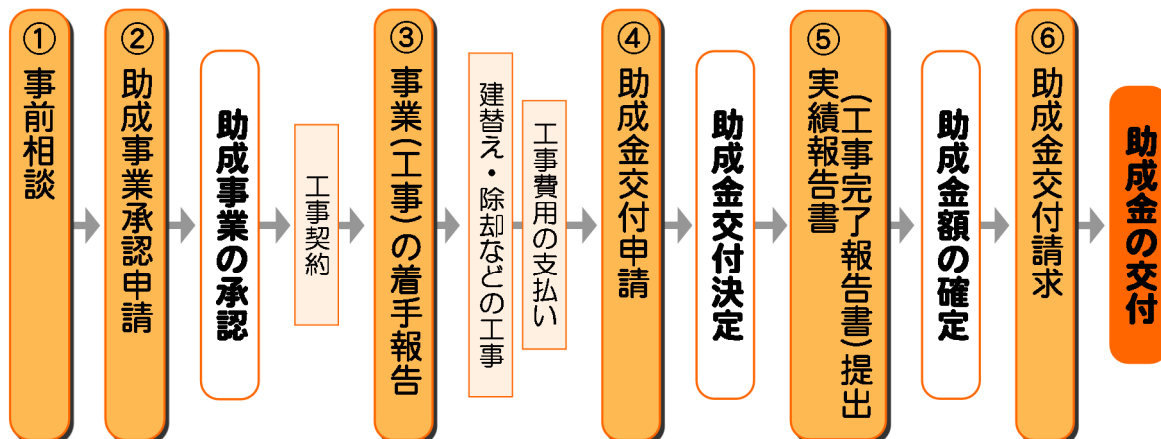 ① 事前相談
② 助成事業承認申請
助成事業の承認
工事契約
③ 事業(工事)の着手報告
建替え・除却などの工事
工事費用の支払い
④ 助成金交付申請
助成金交付決定
⑤ 実績報告書
(工事完了報告書)提出
助成金額の確定
⑥ 助成金交付請求
助成金の交付